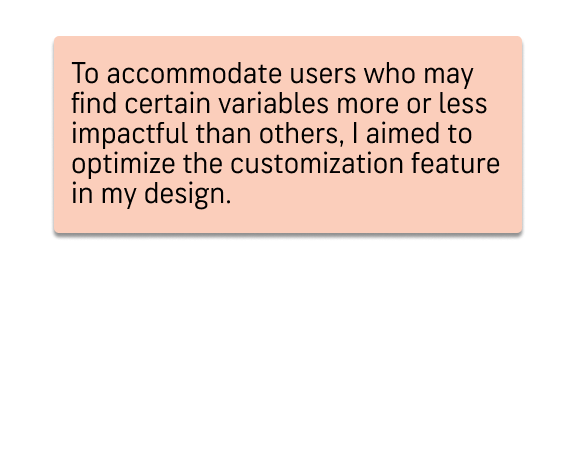 To accommodate users who may
find certain variables more or less
impactful than others, I aimed to
optimize the customization feature
in my design.